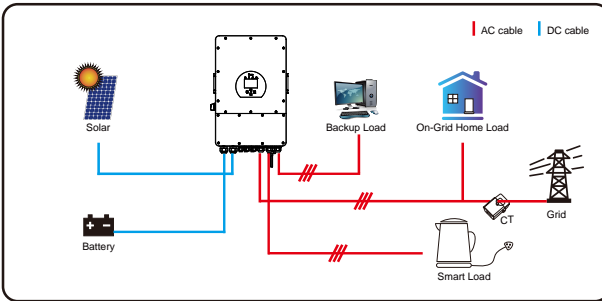 AC cable
DC cable
Solar
Backup Load
On-Grid Home Load
CT
Grid
Battery
Smart Load